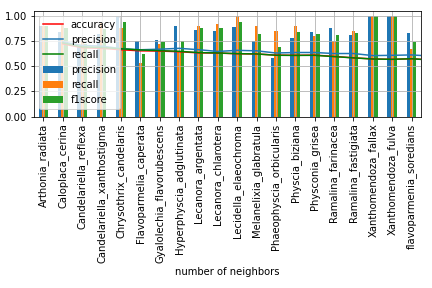 1.00
0.75
0.50
0.25
0.00
accuracy
precision
recall
precision
recall
f1score
Arthonia_radiata
Caloplaca_cerina
Candelariella_reflexa
Candelariella_xanthostigma
Chrysothrix_candelaris
Flavoparmelia_caperata
Gyalolechia_flavorubescens
Hyperphyscia_adglutinata
Lecanora_argentata
Lecanora_chlarotera
Lecidella_elaeochroma
Melanelixia_glabratula
Phaeophyscia_orbicularis
Physcia_biziana
Physconia_grisea
Ramalina_farinacea
Ramalina_fastigiata
Xanthomendoza_fallax
Xanthomendoza_fulva
flavoparmenia_soredians
number of neighbors